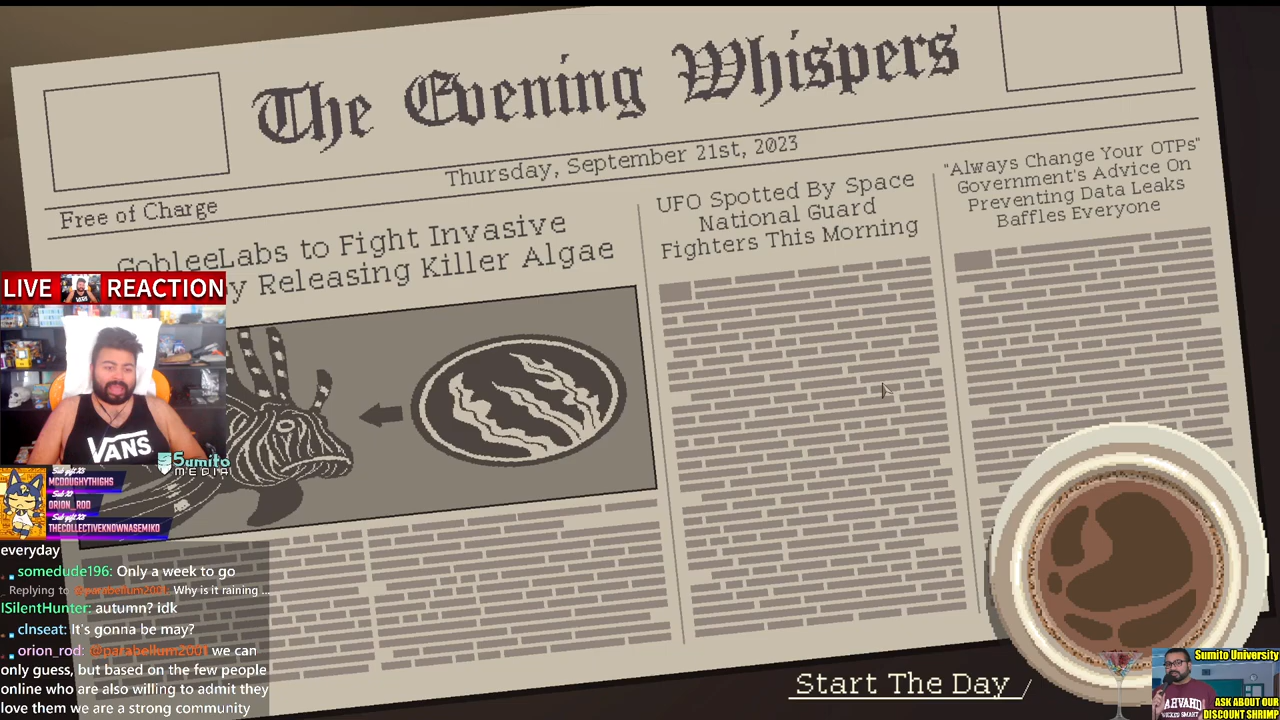 The Evening Whispers
Thursday, September 21st, 2023
Free of Charge
GobleeLabs to Fight Invasive
y Releasing Killer Algae
UFO Spotted By Space
National Guard
Fighters This Morning
"Always Change Your OTPs"
Government's Advice On
Preventing Data Leaks
Baffles Everyone
LIVE REACTION
VANS
Sumito
MEDIA
MCDOUGHYTHIGHS
ORION_ROD
THECOLLECTIVEKNOWNASEMIKO
everyday
somedude196: Only a week to go
Replying to @parabellum2001: Why is it raining ...
ISilentHunter: autumn? idk
clnseat: It's gonna be may?
orion_rod: @parabellum2001 we can
only guess, but based on the few people
online who are also willing to admit they
love them we are a strong community
Start The Day
Sumito University
ASK ABOUT OUR
DISCOUNT SHRIMP